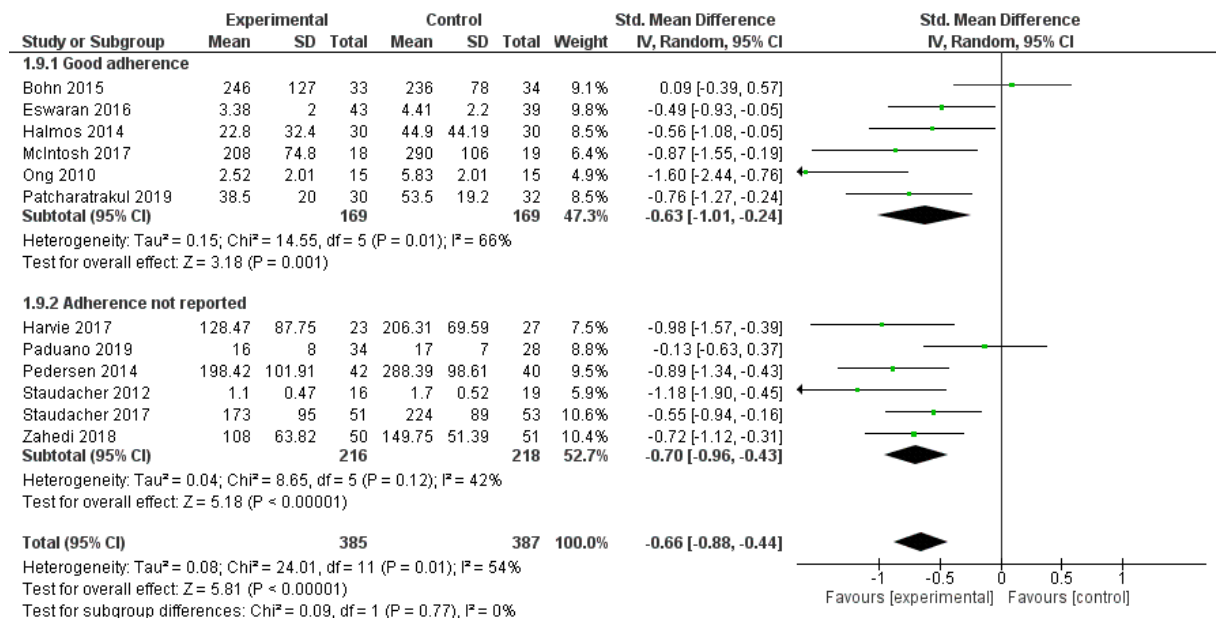 Experimental Control Std. Mean Difference Std. Mean Difference
Study or Subgroup Mean SD Total Mean SD Total Weight IV, Random, 95% CI IV, Random, 95% CI
1.9.1 Good adherence
Bohn 2015 246 127 33 236 78 34 9.1% 0.09 [-0.39, 0.57]
Eswaran 2016 3.38 2 43 4.41 2.2 39 9.8% -0.49 [-0.93, -0.05]
Halmos 2014 22.8 32.4 30 44.9 44.19 30 8.5% -0.56 [-1.08, -0.05]
McIntosh 2017 208 74.8 18 290 106 19 6.4% -0.87 [-1.55, -0.19]
Ong 2010 2.52 2.01 15 5.83 2.01 15 4.9% -1.60 [-2.44, -0.76]
Patcharatrakul 2019 38.5 20 30 53.5 19.2 32 8.5% -0.76 [-1.27, -0.24]
Subtotal (95% CI) 169 169 47.3% -0.63 [-1.01, -0.24]
Heterogeneity: Tau² = 0.15; Chi² = 14.55, df = 5 (P = 0.01); I² = 66%
Test for overall effect: Z = 3.18 (P = 0.001)
1.9.2 Adherence not reported
Harvie 2017 128.47 87.75 23 206.31 69.59 27 7.5% -0.98 [-1.57, -0.39]
Paduano 2019 16 8 34 17 7 28 8.8% -0.13 [-0.63, 0.37]
Pedersen 2014 198.42 101.91 42 288.39 98.61 40 9.5% -0.89 [-1.34, -0.43]
Staudacher 2012 1.1 0.47 16 1.7 0.52 19 5.9% -1.18 [-1.90, -0.45]
Staudacher 2017 173 95 51 224 89 53 10.6% -0.55 [-0.94, -0.16]
Zahedi 2018 108 63.82 50 149.75 51.39 51 10.4% -0.72 [-1.12, -0.31]
Subtotal (95% CI) 216 218 52.7% -0.70 [-0.96, -0.43]
Heterogeneity: Tau² = 0.04; Chi² = 8.65, df = 5 (P = 0.12); I² = 42%
Test for overall effect: Z = 5.18 (P < 0.00001)
Total (95% CI) 385 387 100.0% -0.66 [-0.88, -0.44]
Heterogeneity: Tau² = 0.08; Chi² = 24.01, df = 11 (P = 0.01); I² = 54%
Test for overall effect: Z = 5.81 (P < 0.00001)
Test for subgroup differences: Chi² = 0.09, df = 1 (P = 0.77), I² = 0%
-1 -0.5 0 0.5 1
Favours [experimental] Favours [control]